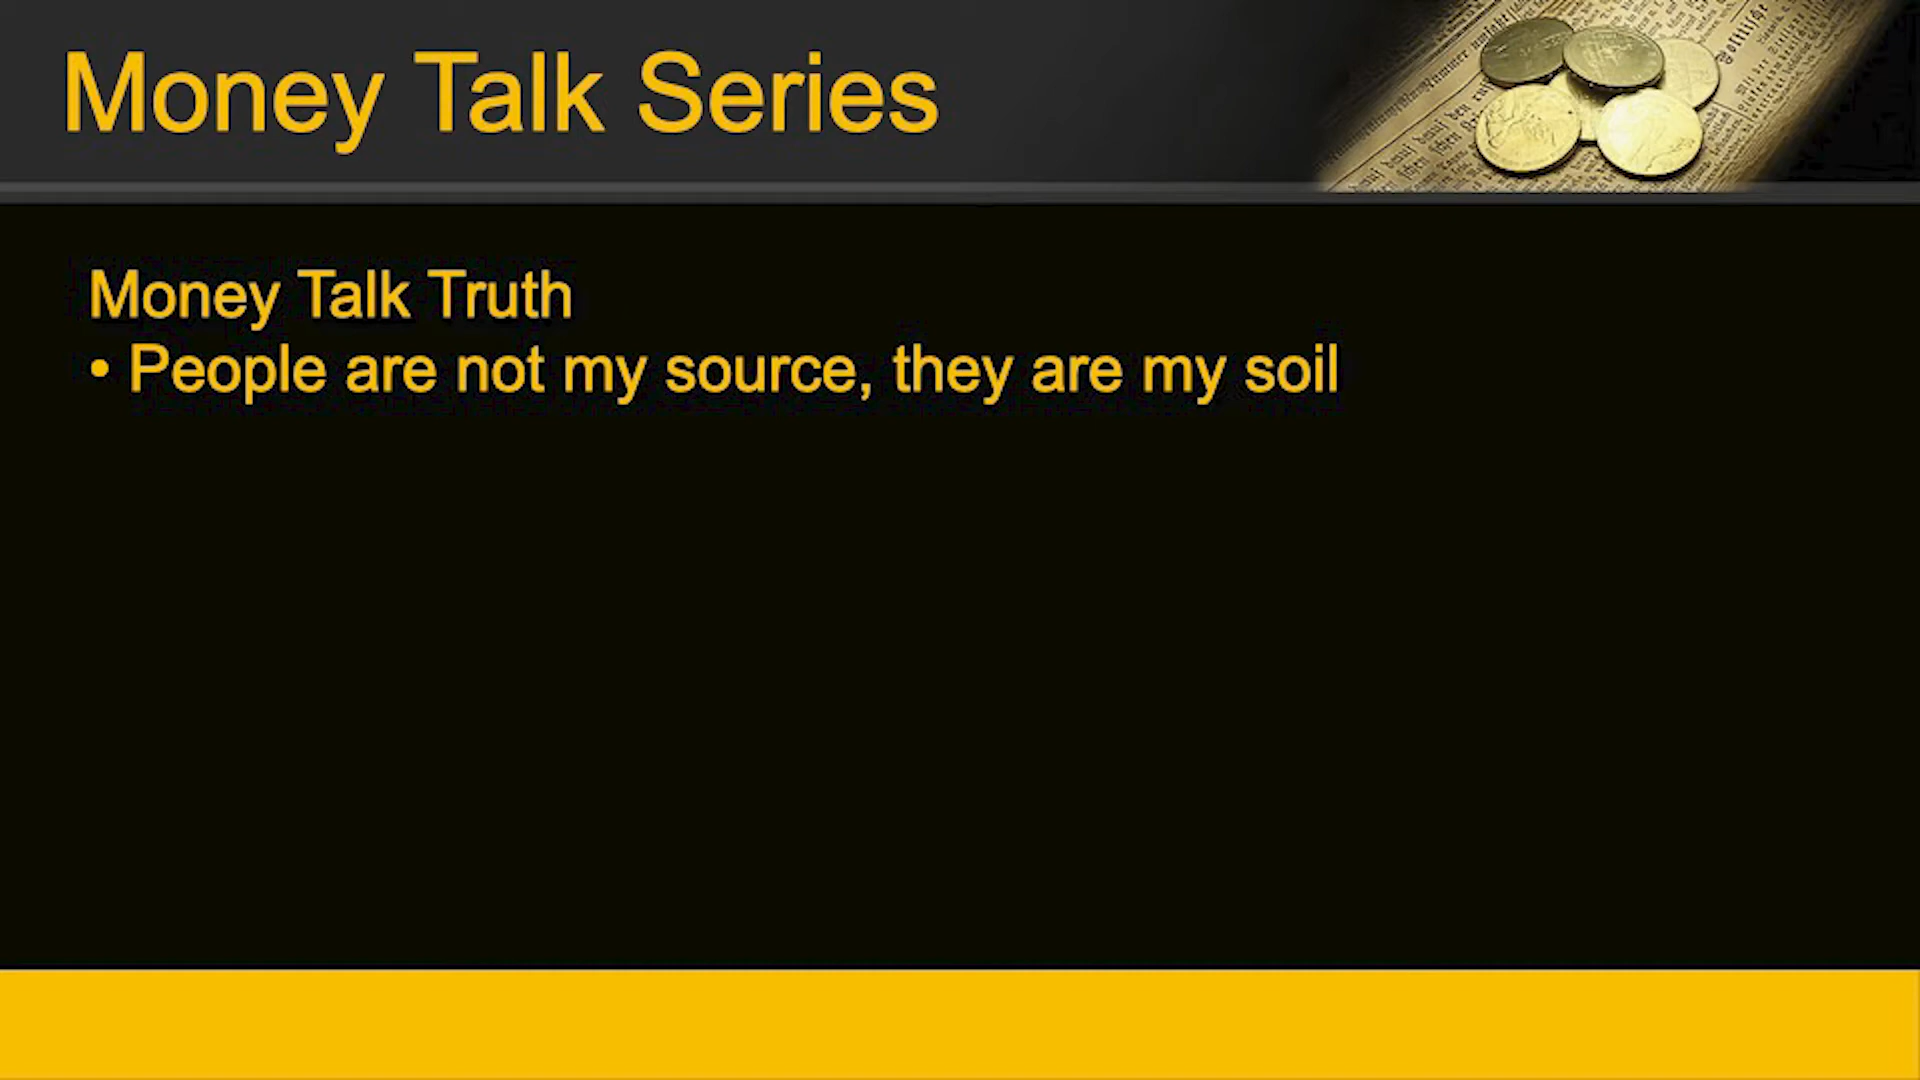 Money Talk Series
Money Talk Truth
• People are not my source, they are my soil